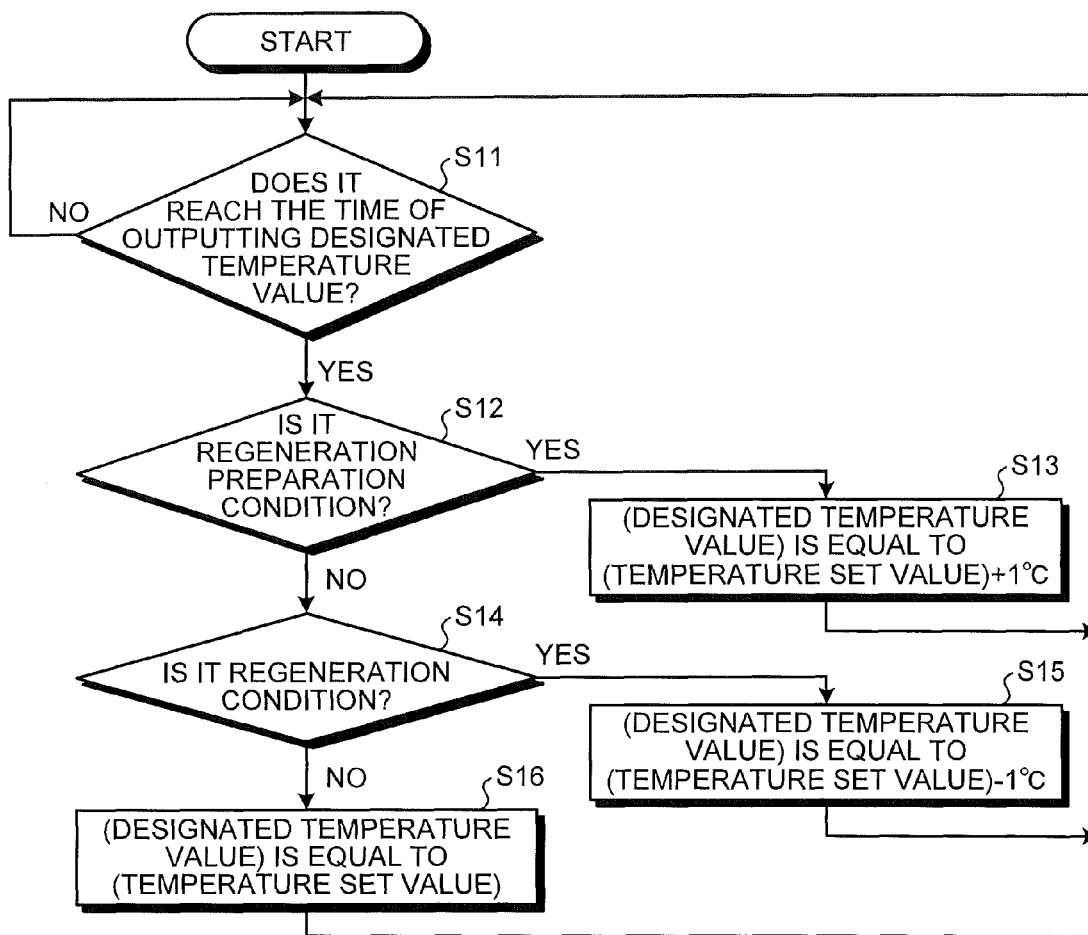 START
S11
DOES IT
REACH THE TIME OF
OUTPUTTING DESIGNATED
TEMPERATURE
VALUE?
NO
YES
S12
IS IT
REGENERATION
PREPARATION
CONDITION?
YES
S13
(DESIGNATED TEMPERATURE
VALUE) IS EQUAL TO
(TEMPERATURE SET VALUE)+1°C
NO
S14
IS IT REGENERATION
CONDITION?
YES
S15
(DESIGNATED TEMPERATURE
VALUE) IS EQUAL TO
(TEMPERATURE SET VALUE)-1°C
NO
S16
(DESIGNATED TEMPERATURE
VALUE) IS EQUAL TO
(TEMPERATURE SET VALUE)